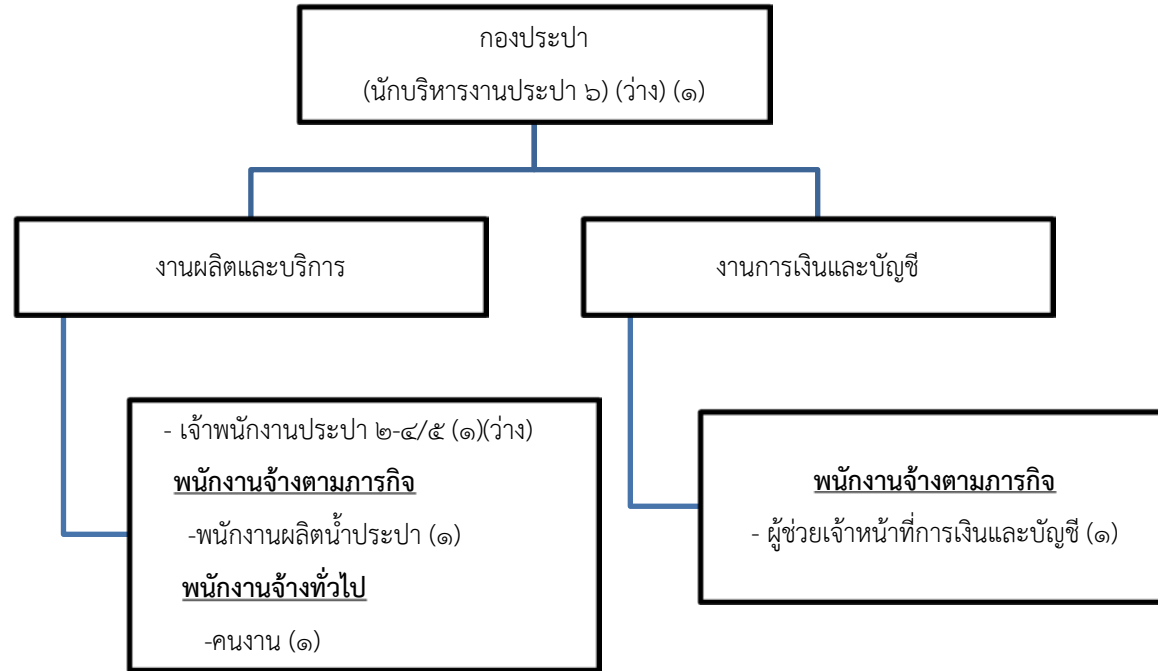 กองประปา
(นักบริหารงานประปา ๖) (ว่าง) (๑)
งานผลิตและบริการ
งานการเงินและบัญชี
- เจ้าพนักงานประปา ๒-๔/๕ (๑)(ว่าง)
พนักงานจ้างตามภารกิจ
-พนักงานผลิตน้ำประปา (๑)
พนักงานจ้างทั่วไป
-คนงาน (๑)
พนักงานจ้างตามภารกิจ
- ผู้ช่วยเจ้าหน้าที่การเงินและบัญชี (๑)